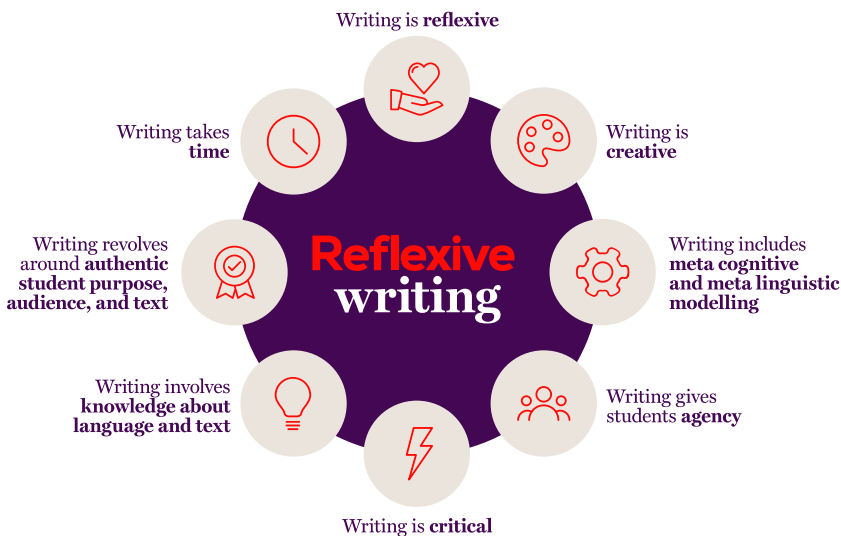 Writing is reflexive
Writing is
creative
Writing includes
meta cognitive
and meta linguistic
modelling
Writing gives
students agency
Writing is critical
Writing involves
knowledge about
language and text
Writing revolves
around authentic
student purpose,
audience, and text
Writing takes
time
Reflexive
writing